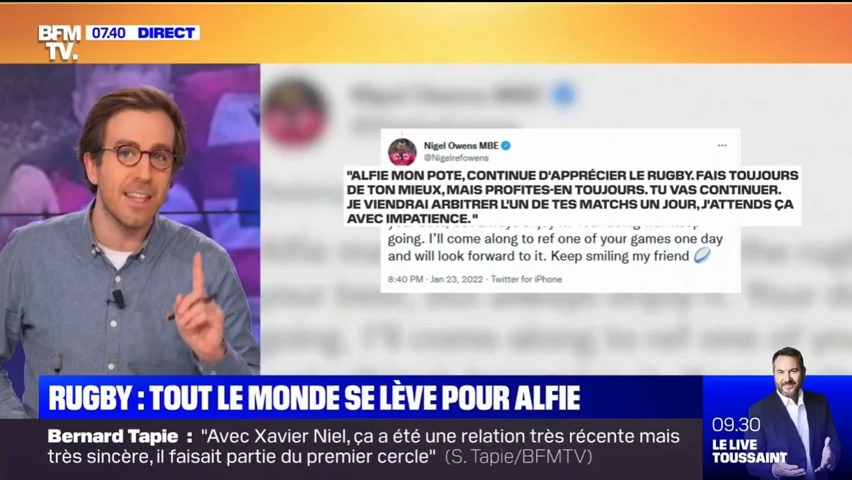 BFM
TV.
07.40 DIRECT
Nigel Owens MBE
Nigel Owens MBE
@Nigelrefowens
"ALFIE MON POTE, CONTINUE D'APPRÉCIER LE RUGBY. FAIS TOUJOURS
DE TON MIEUX, MAIS PROFITES-EN TOUJOURS. TU VAS CONTINUER.
JE VIENDRAI ARBITRER L'UN DE TES MATCHS UN JOUR, J'ATTENDS ÇA
AVEC IMPATIENCE. "
going. I'll come along to ref one of your games one day
and will look forward to it. Keep smiling my friend
8:40 PM · Jan 23, 2022 · Twitter for iPhone
RUGBY : TOUT LE MONDE SE LÈVE POUR ALFIE
Bernard Tapie : "Avec Xavier Niel, ça a été une relation très récente mais
très sincère, il faisait partie du premier cercle" (S. Tapie/BFMTV)
09.30
LE LIVE
TOUSSAINT